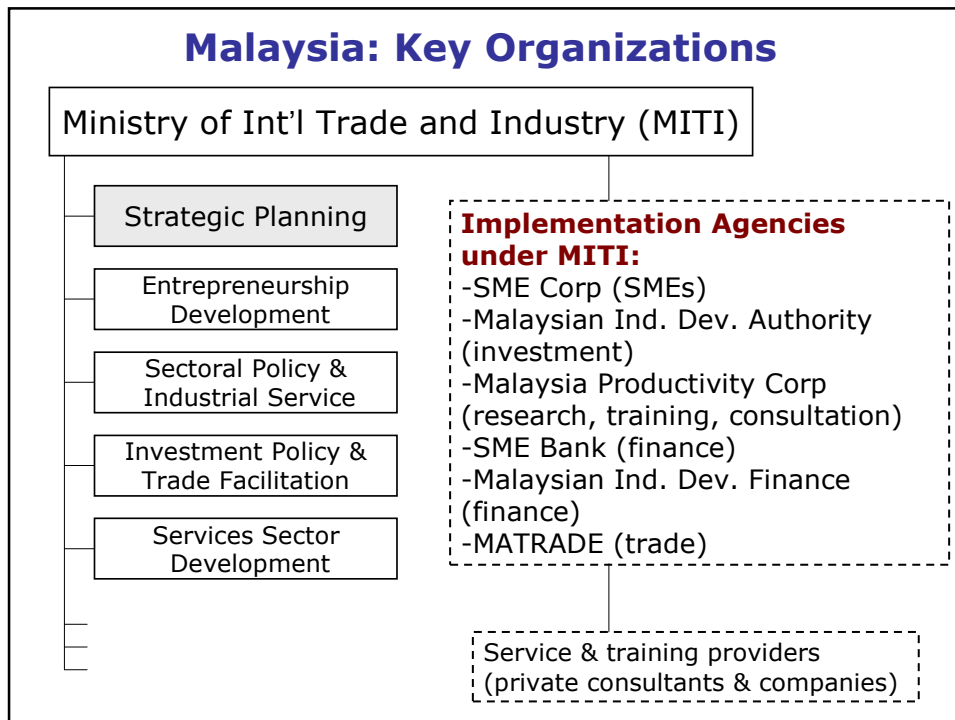 Malaysia: Key Organizations
Ministry of Int’l Trade and Industry (MITI)
Strategic Planning
Entrepreneurship
Development
Sectoral Policy &
Industrial Service
Investment Policy &
Trade Facilitation
Services Sector
Development
Implementation Agencies
under MITI:
-SME Corp (SMEs)
-Malaysian Ind. Dev. Authority
(investment)
-Malaysia Productivity Corp
(research, training, consultation)
-SME Bank (finance)
-Malaysian Ind. Dev. Finance
(finance)
-MATRADE (trade)
Service & training providers
(private consultants & companies)